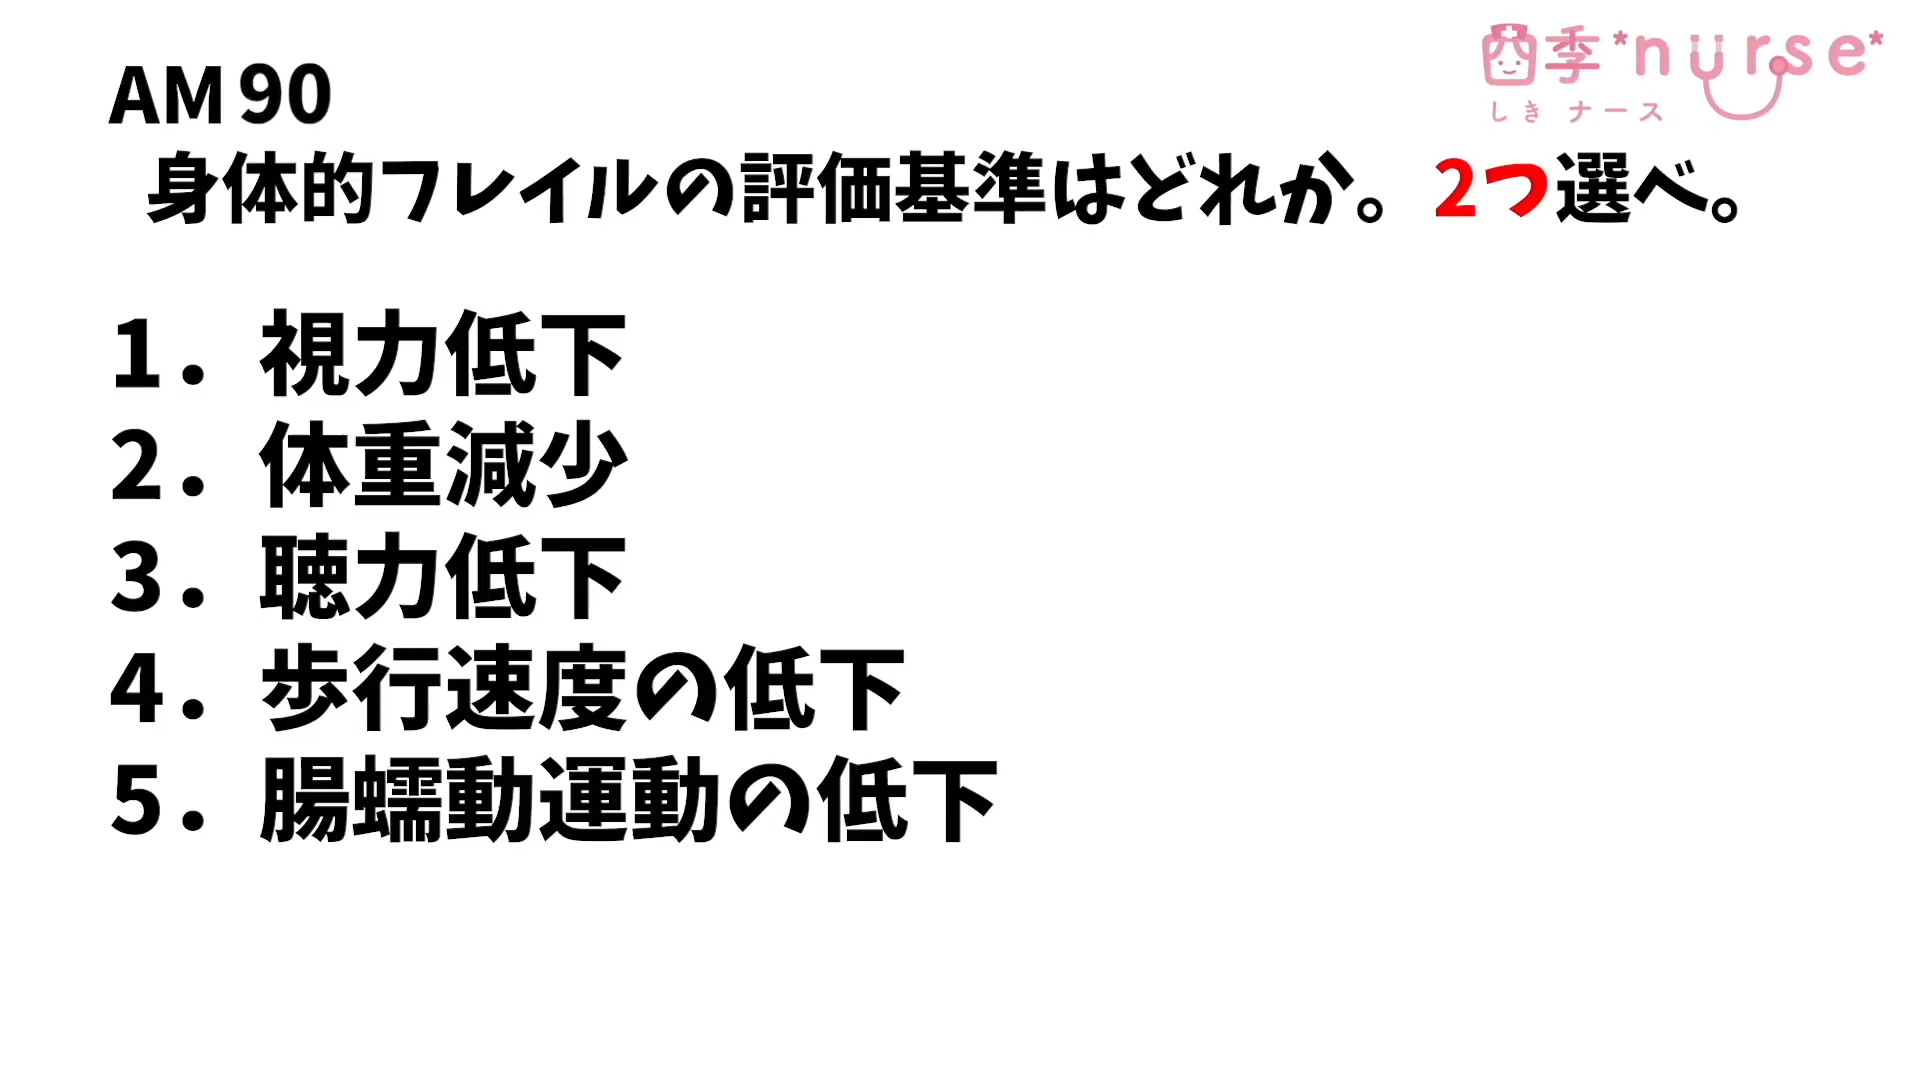 四季*nurse*
しきナース
AM90
身体的フレイルの評価基準はどれか。2つ選べ。
1．視力低下
2．体重減少
3．聴力低下
4．歩行速度の低下
5．腸蠕動運動の低下